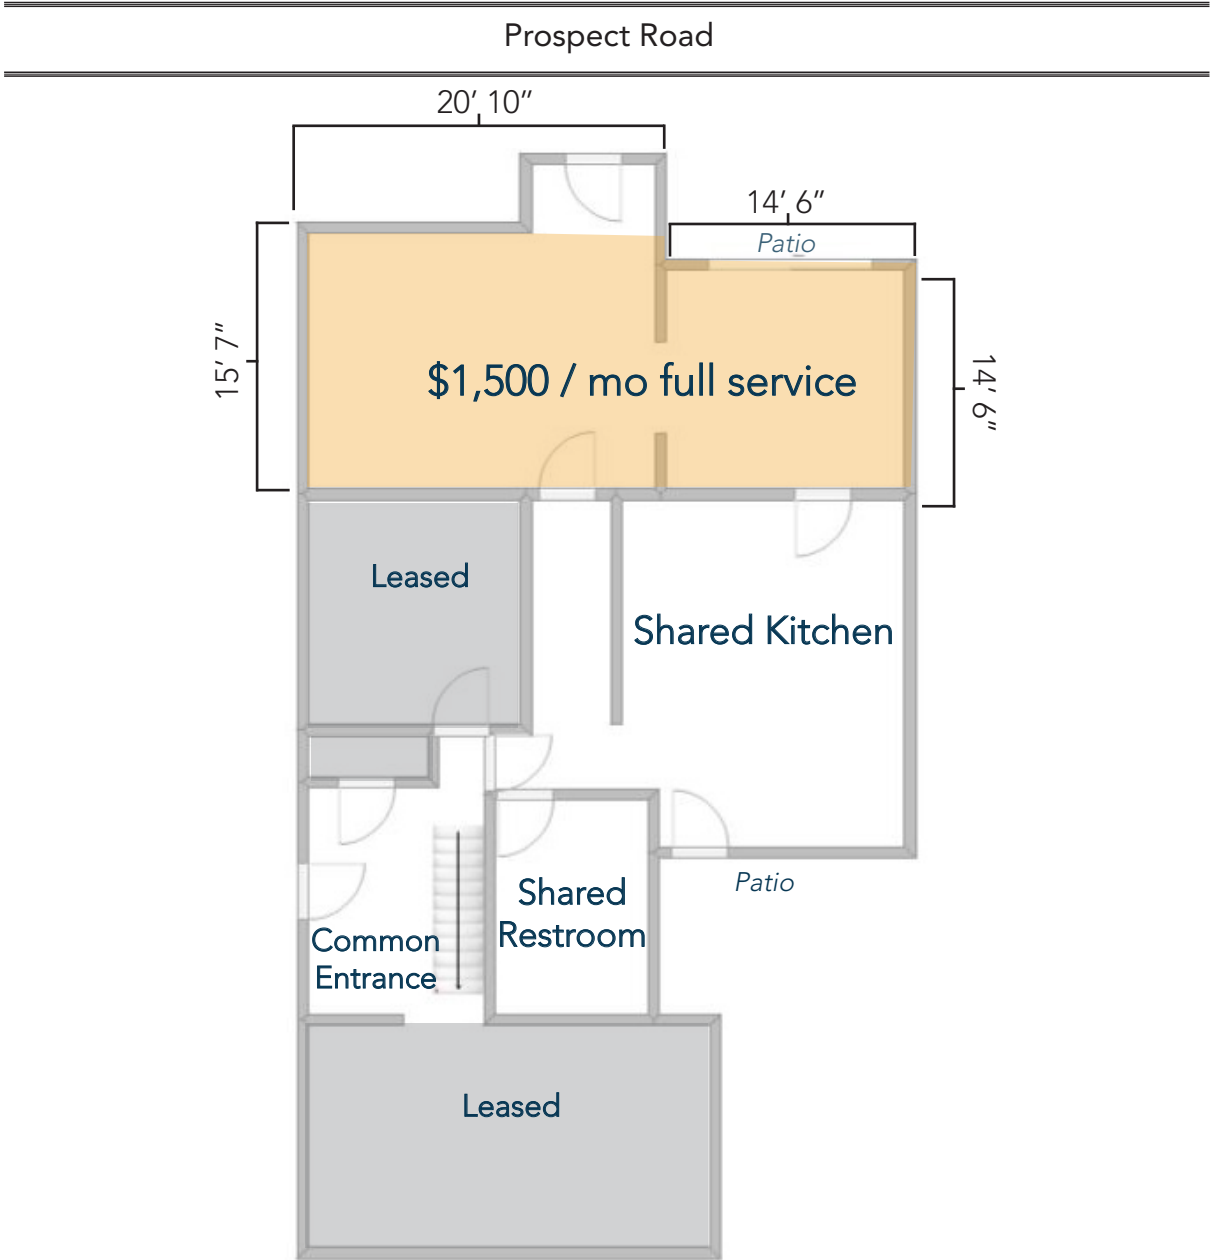 Prospect Road
20’ 10”
14’ 6”
Patio
15’ 7”
$1,500 / mo full service
14’ 6”
Leased
Shared Kitchen
Patio
Shared
Restroom
Common
Entrance
Leased